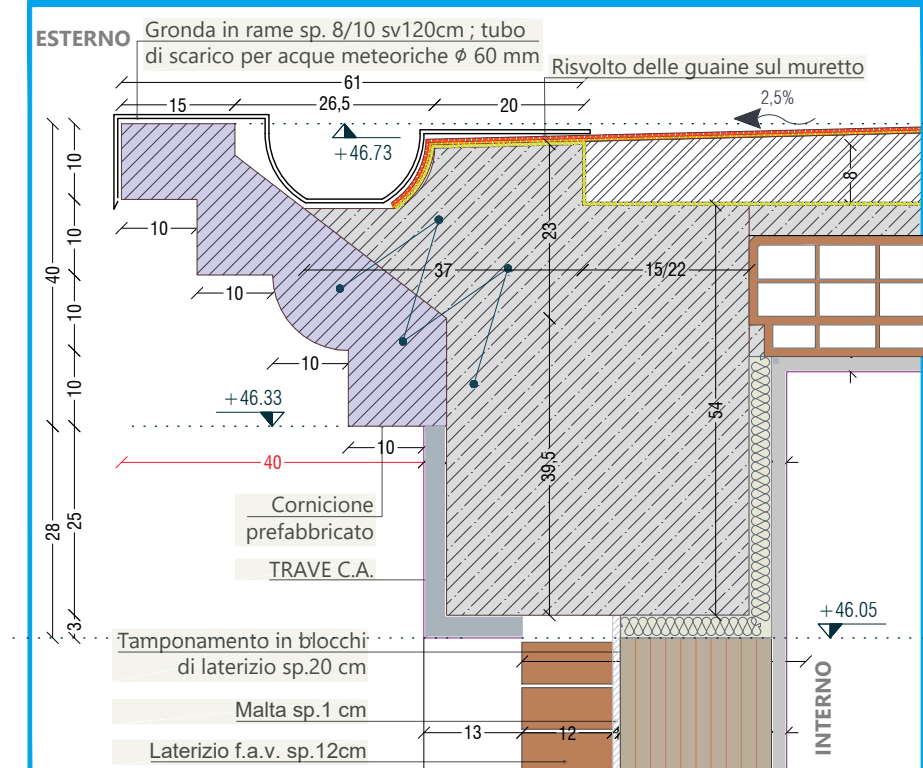 ESTERNO
Gronda in rame sp. 8/10 sv120cm ; tubo
di scarico per acque meteoriche ϕ 60 mm
Risvolto delle guaine sul muretto
61
15
26,5
20
2,5%
+46.73
10
10
10
10
40
8
23
10
37
15/22
10
10
+46.33
54
10
40
39,5
Cornicione
prefabbricato
28
25
TRAVE C.A.
3
+46.05
Tamponamento in blocchi
di laterizio sp.20 cm
Malta sp.1 cm
13
12
INTERNO
Laterizio f.a.v. sp.12cm